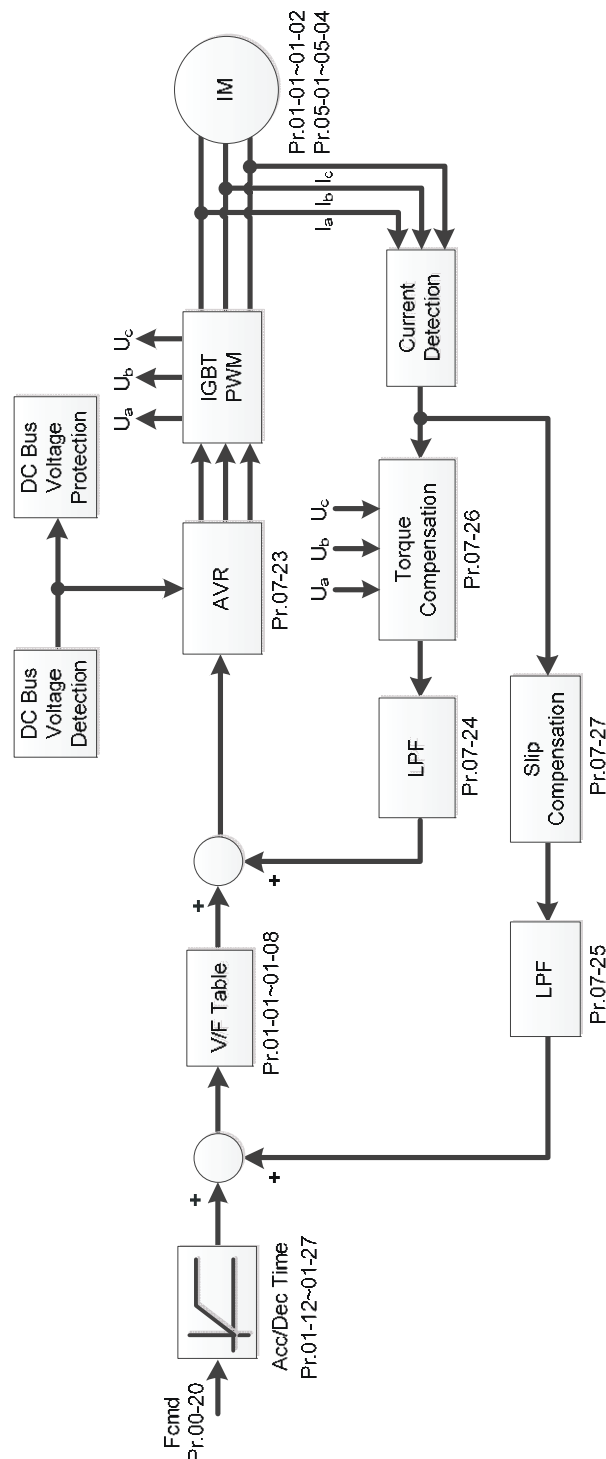 DC Bus
Voltage
Detection
DC Bus
Voltage
Protection
Fcmd
Pr.00-20
Acc/Dec Time
Pr.01-12~01-27
+
+
V/F Table
Pr.01-01~01-08
+
+
AVR
Pr.07-23
Ua
Ub
Uc
IGBT
PWM
IM
Pr.01-01~01-02
Pr.05-01~05-04
Ia
Ib
Ic
Current
Detection
Ua
Ub
Uc
Torque
Compensation
Pr.07-26
LPF
Pr.07-24
Slip
Compensation
Pr.07-27
LPF
Pr.07-25